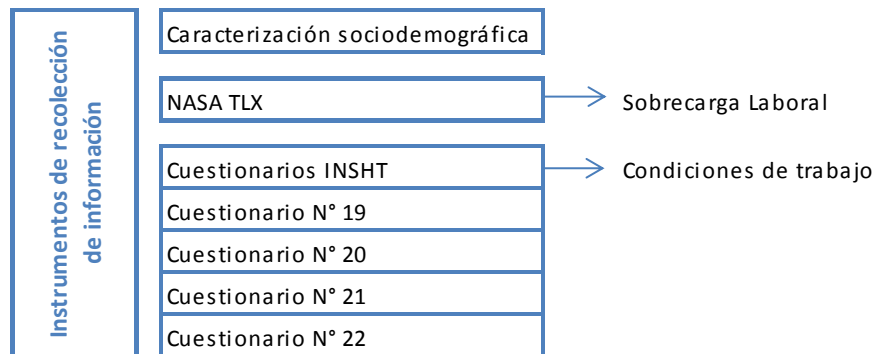 Instrumentos de recolección
de información
Caracterización sociodemográfica
NASA TLX
Sobrecarga Laboral
Cuestionarios INSHT
Condiciones de trabajo
Cuestionario N° 19
Cuestionario N° 20
Cuestionario N° 21
Cuestionario N° 22